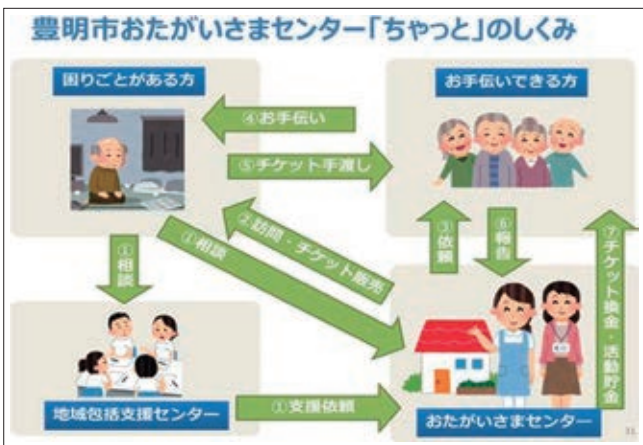 豊明市おたがいさまセンター「ちゃっと」のしくみ
困りごとがある方
お手伝いできる方
④お手伝い
⑤チケット手渡し
①相談
①相談
②訪問・チケット販売
③依頼
⑥報告
⑦チケット換金・活動貯金
地域包括支援センター
①支援依頼
おたがいさまセンター